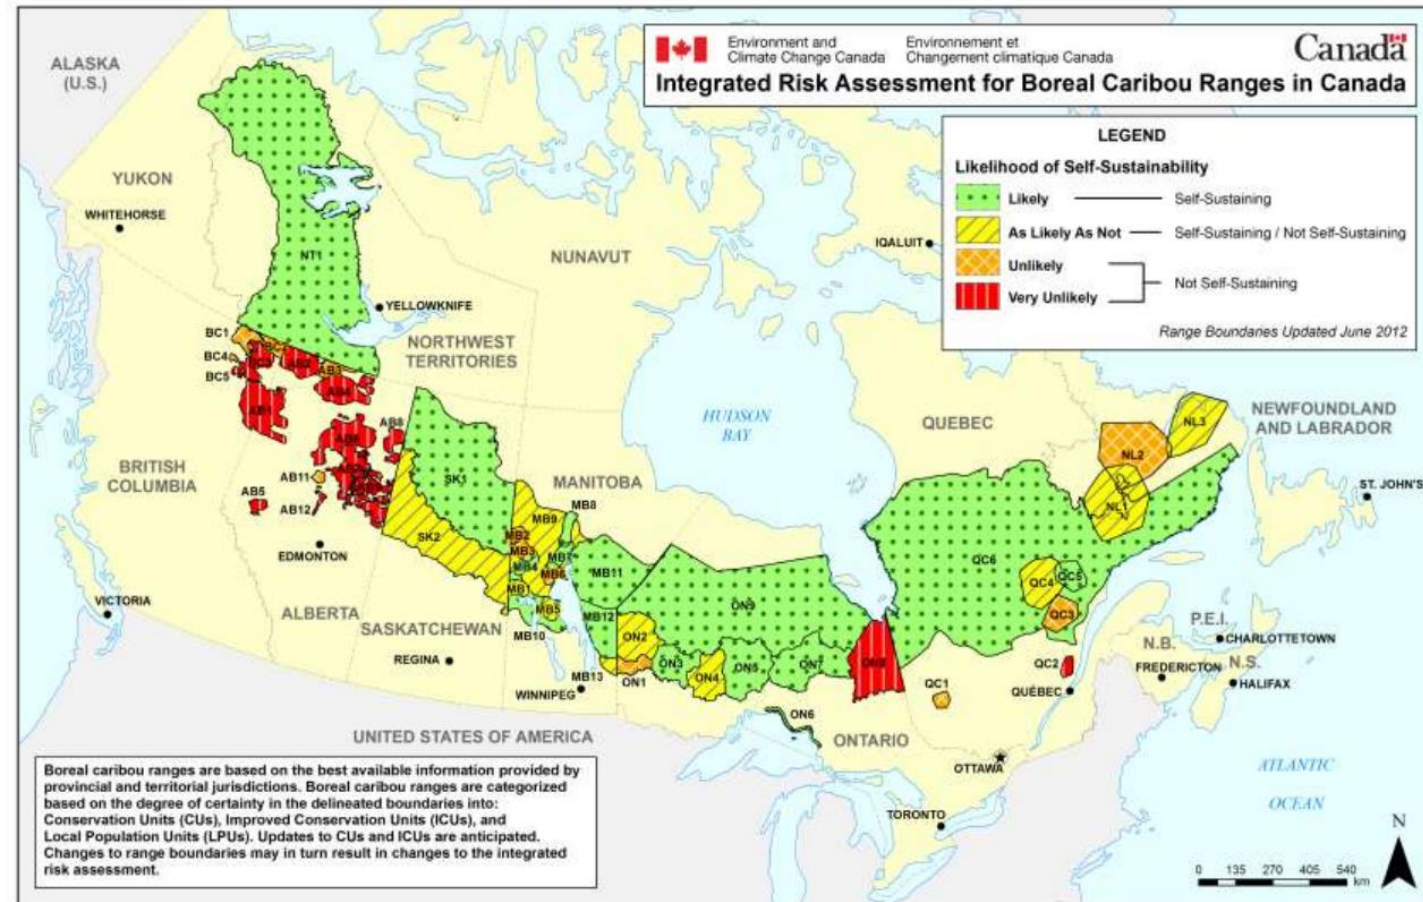 Environment and
Climate Change Canada
Environnement et
Changement climatique Canada
Canada
Integrated Risk Assessment for Boreal Caribou Ranges in Canada
LEGEND
Likelihood of Self-Sustainability
Likely Self-Sustaining
As Likely As Not Self-Sustaining / Not Self-Sustaining
Unlikely
Not Self-Sustaining
Very Unlikely
Range Boundaries Updated June 2012
ALASKA
(U.S.)
YUKON
WHITEHORSE
NT1
NUNAVUT
IQALUIT
YELLOWKNIFE
NORTHWEST
TERRITORIES
BC1
BC2
BC4
BC3
AB2
AB3
BC5
AB4
AB1
HUDSON
BAY
QUEBEC
NEWFOUNDLAND
AND LABRADOR
NL3
NL2
AB8
AB6
BRITISH
COLUMBIA
AB11
SK1
MANITOBA
AB5
AB12
MB8
NL1
ST. JOHN'S
MB9
SK2
MB2
MB3
MB7
EDMONTON
MB4
MB6
MB11
QC6
QC4
QC5
MB1
VICTORIA
MB5
ON9
QC3
ALBERTA
SASKATCHEWAN
MB10
MB12
ON2
P.E.I.
CHARLOTTETOWN
N.B.
REGINA
ON3
ON5
ON7
ON8
QC2
FREDERICTON
N.S.
MB13
ON1
ON4
QC1
HALIFAX
WINNIPEG
QUÉBEC
ON6
UNITED STATES OF AMERICA
ONTARIO
OTTAWA
ATLANTIC
OCEAN
TORONTO
Boreal caribou ranges are based on the best available information provided by
provincial and territorial jurisdictions. Boreal caribou ranges are categorized
based on the degree of certainty in the delineated boundaries into:
Conservation Units (CUs), Improved Conservation Units (ICUs), and
Local Population Units (LPUs). Updates to CUs and ICUs are anticipated.
Changes to range boundaries may in turn result in changes to the integrated
risk assessment.
N
0 135 270 405 540
km